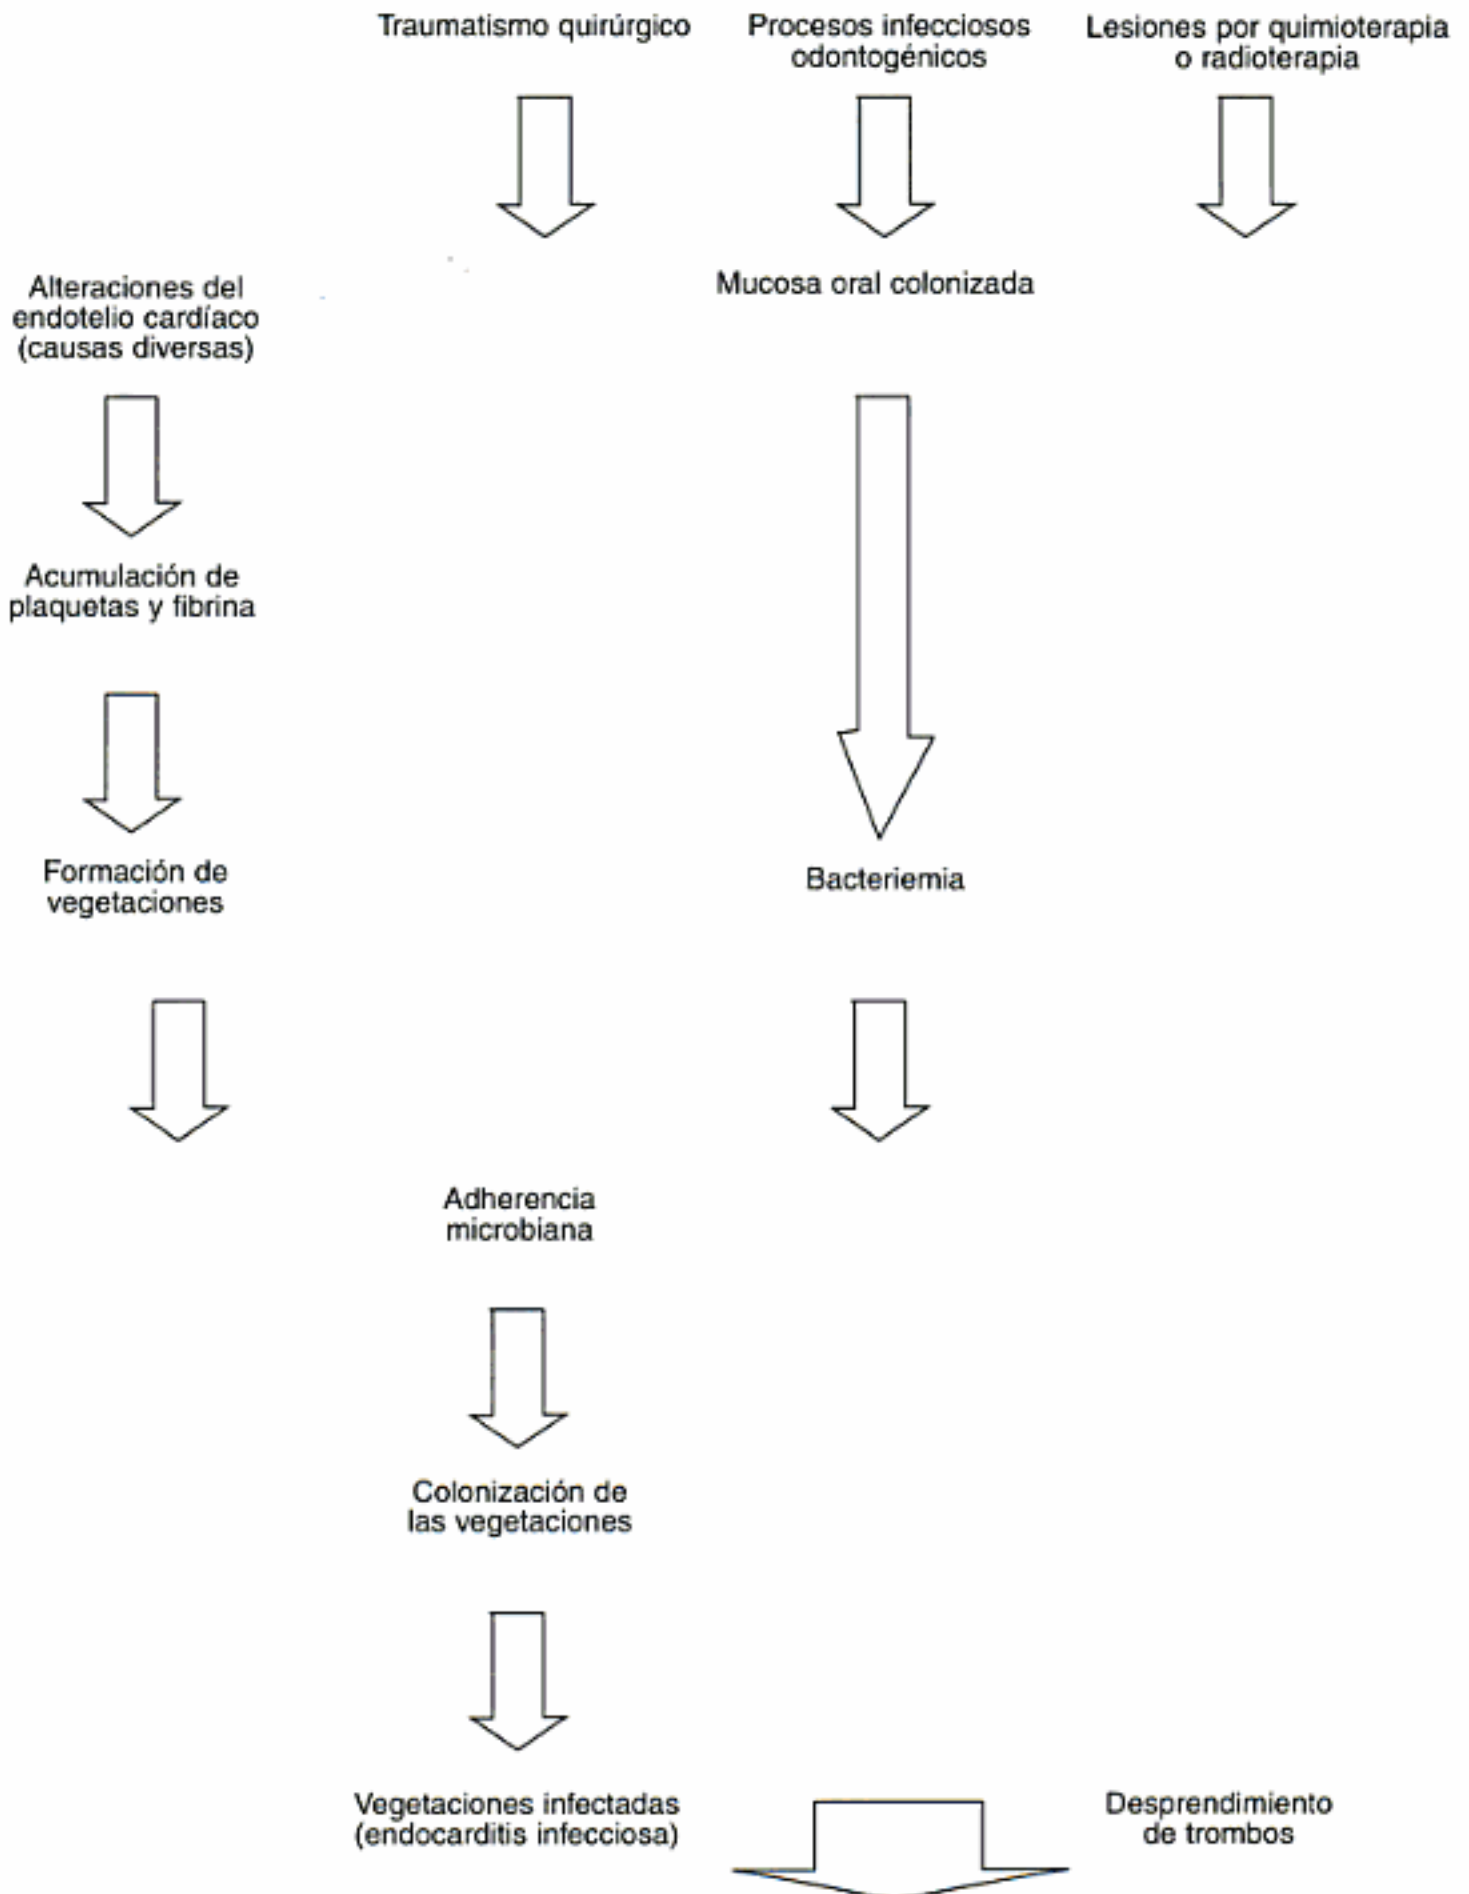 Traumatismo quirúrgico
Procesos infecciosos
odontogénicos
Lesiones por quimioterapia
o radioterapia
Alteraciones del
endotelio cardíaco
(causas diversas)
Mucosa oral colonizada
Acumulación de
plaquetas y fibrina
Formación de
vegetaciones
Bacteriemia
Adherencia
microbiana
Colonización de
las vegetaciones
Vegetaciones infectadas
(endocarditis infecciosa)
Desprendimiento
de trombos